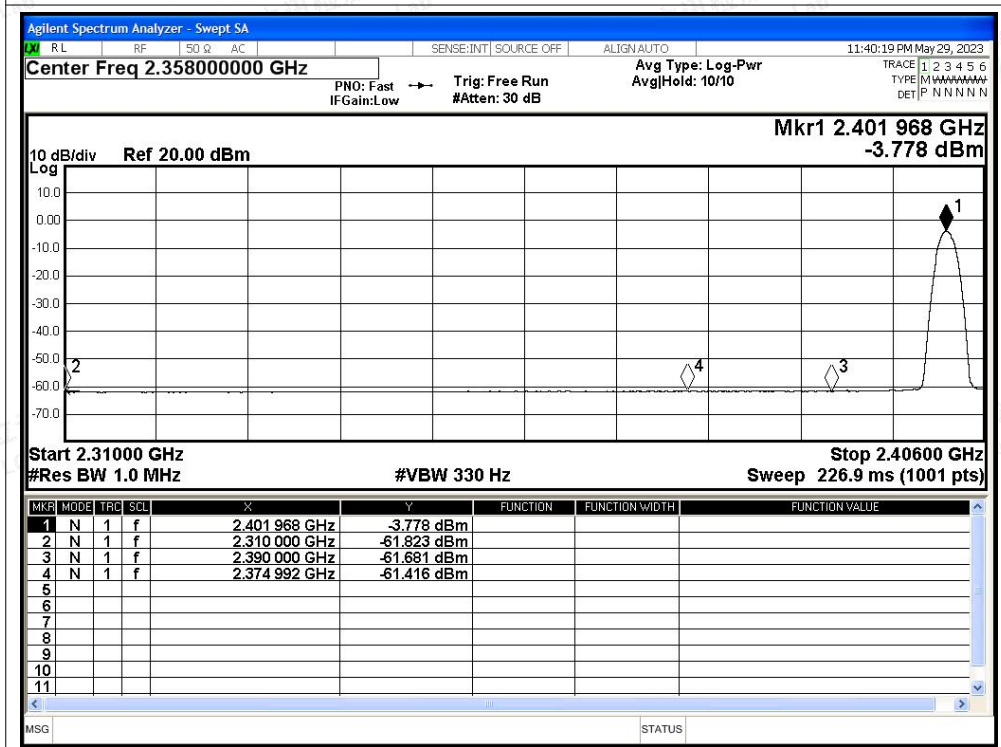 Agilent Spectrum Analyzer - Swept SA
LXI RL RF 50 Ω AC SENSE:INT SOURCE OFF ALIGN AUTO 11:40:19 PM May 29, 2023
Center Freq 2.358000000 GHz
PNO: Fast
IFGain:Low
Trig: Free Run
#Atten: 30 dB
Avg Type: Log-Pwr
Avg|Hold: 10/10
TRACE 1 2 3 4 5 6
TYPE M WWWWW
DET P N N N N N
Mkr1 2.401 968 GHz
-3.778 dBm
10 dB/div Ref 20.00 dBm
Log
10.0
0.00
-10.0
-20.0
-30.0
-40.0
-50.0
-60.0
-70.0
1
2
4
3
Start 2.31000 GHz Stop 2.40600 GHz
#Res BW 1.0 MHz #VBW 330 Hz Sweep 226.9 ms (1001 pts)
MKR MODE TRC SCL X Y FUNCTION FUNCTION WIDTH FUNCTION VALUE
1 N 1 f 2.401 968 GHz -3.778 dBm
2 N 1 f 2.310 000 GHz -61.823 dBm
3 N 1 f 2.390 000 GHz -61.681 dBm
4 N 1 f 2.374 992 GHz -61.416 dBm
5
6
7
8
9
10
11
MSG STATUS